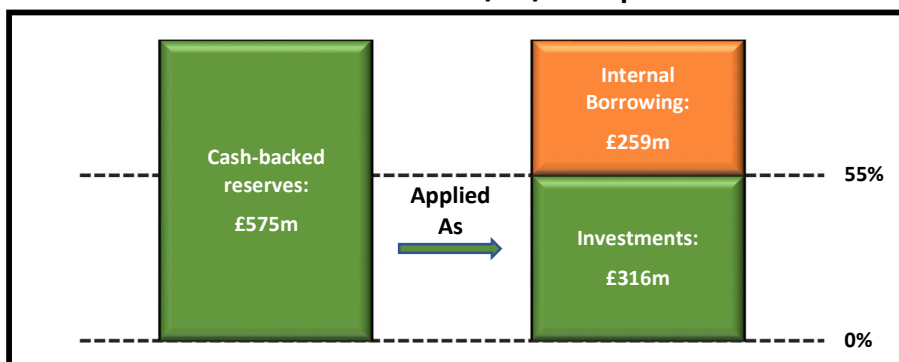 Cash-backed
reserves:
£575m
Applied
As
Internal
Borrowing:
£259m
Investments:
£316m
55%
0%